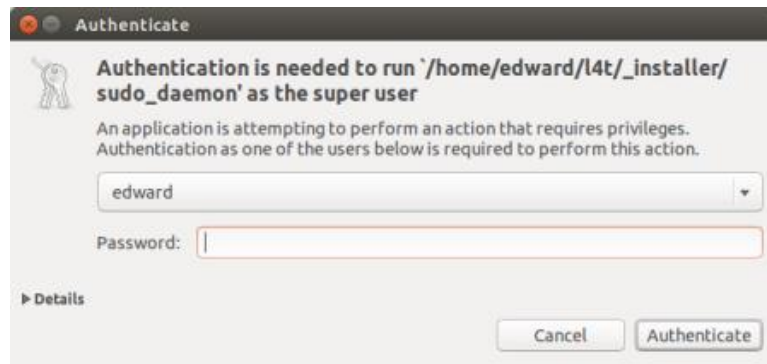 Authenticate
Authentication is needed to run `/home/edward/l4t/_installer/
sudo_daemon' as the super user
An application is attempting to perform an action that requires privileges.
Authentication as one of the users below is required to perform this action.
edward
Password:
Details
Cancel
Authenticate